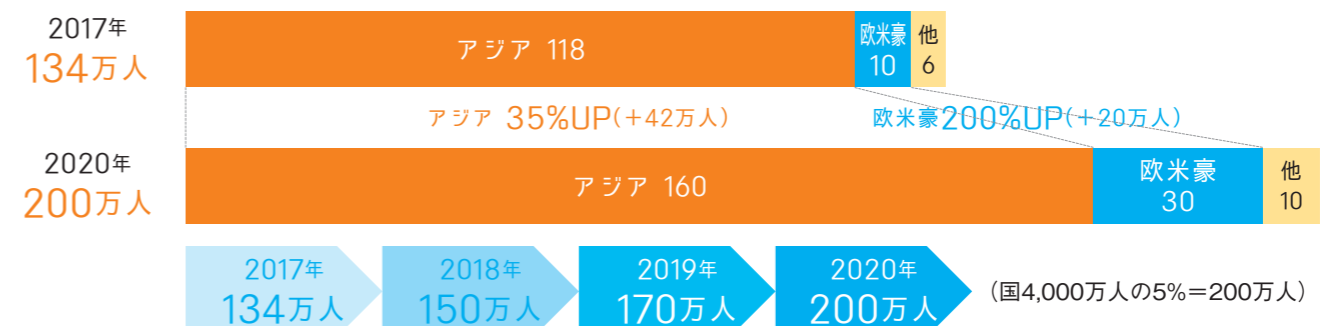 2017年
134万人
アジア 118
欧米豪
10
他
6
アジア 35%UP(+42万人)
欧米豪200%UP(+20万人)
2020年
200万人
アジア 160
欧米豪
30
他
10
2017年
134万人
2018年
150万人
2019年
170万人
2020年
200万人
(国4,000万人の5%=200万人)